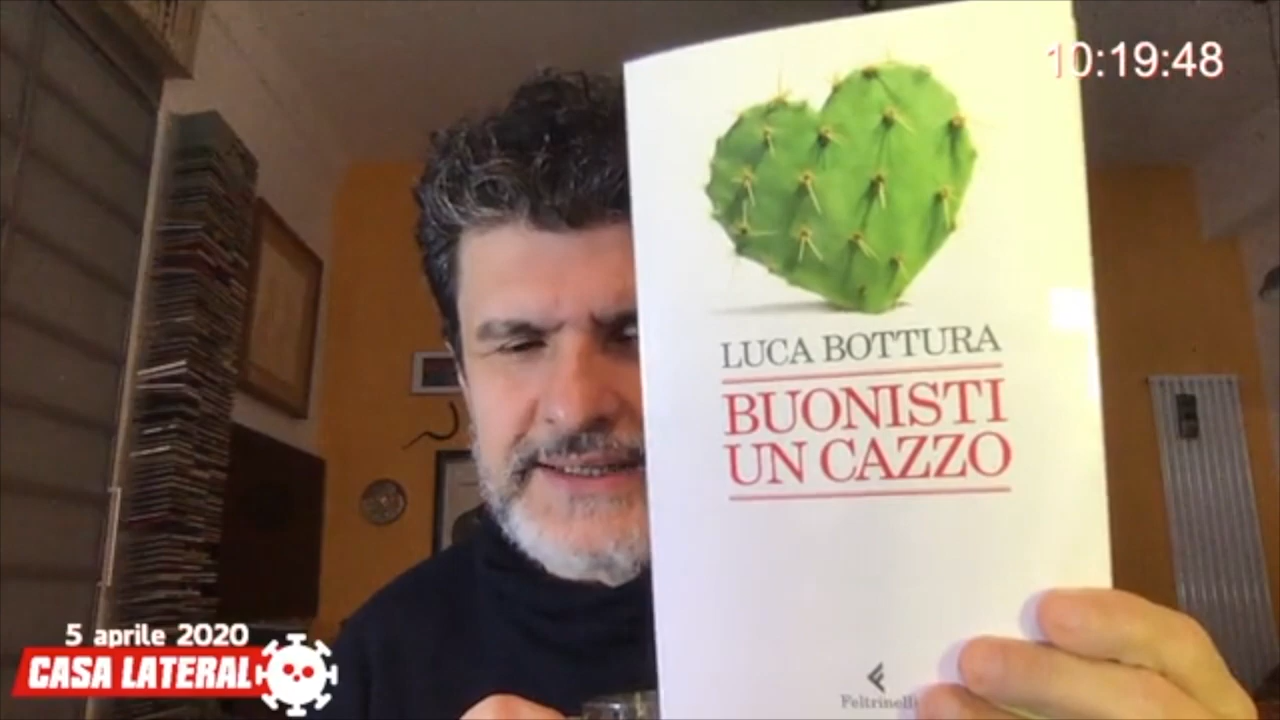 10:19:48
LUCA BOTTURA
BUONISTI
UN CAZZO
Feltrinelli
5 aprile 2020
CASA LATERAL